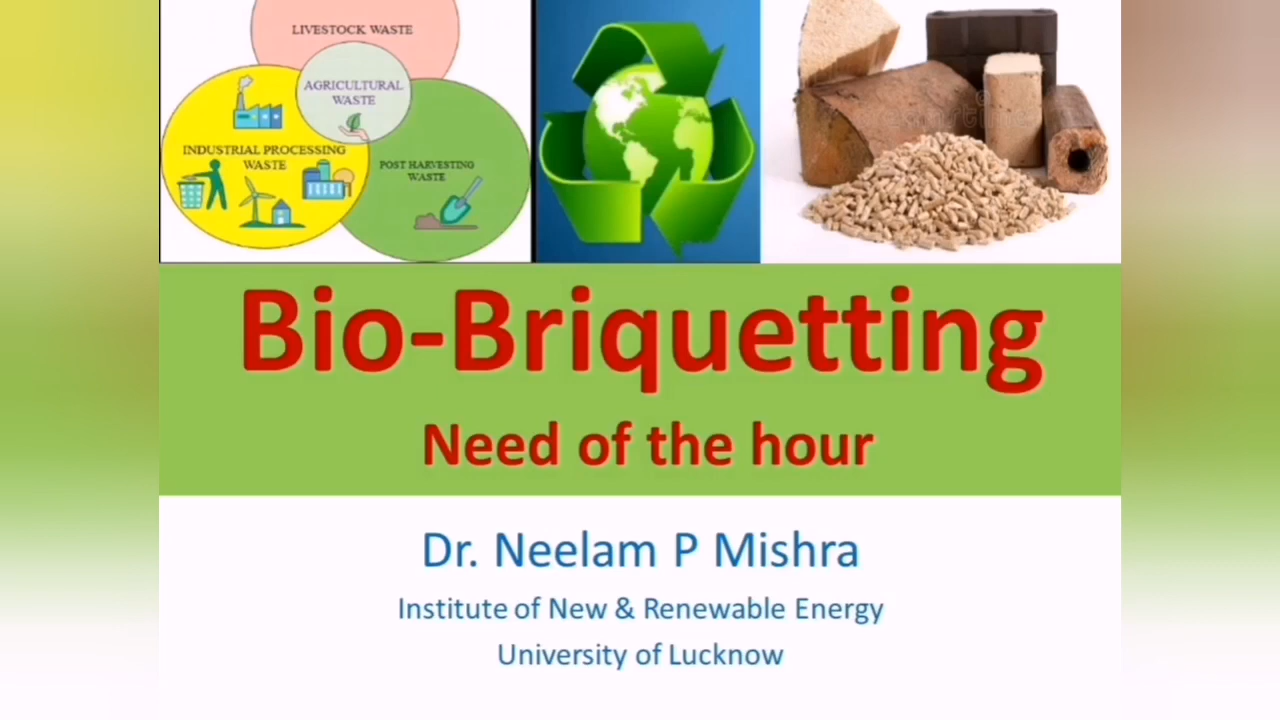 LIVESTOCK WASTE
AGRICULTURAL
WASTE
INDUSTRIAL PROCESSING
WASTE
POST HARVESTING
WASTE
Bio-Briquetting
Need of the hour
Dr. Neelam P Mishra
Institute of New & Renewable Energy
University of Lucknow